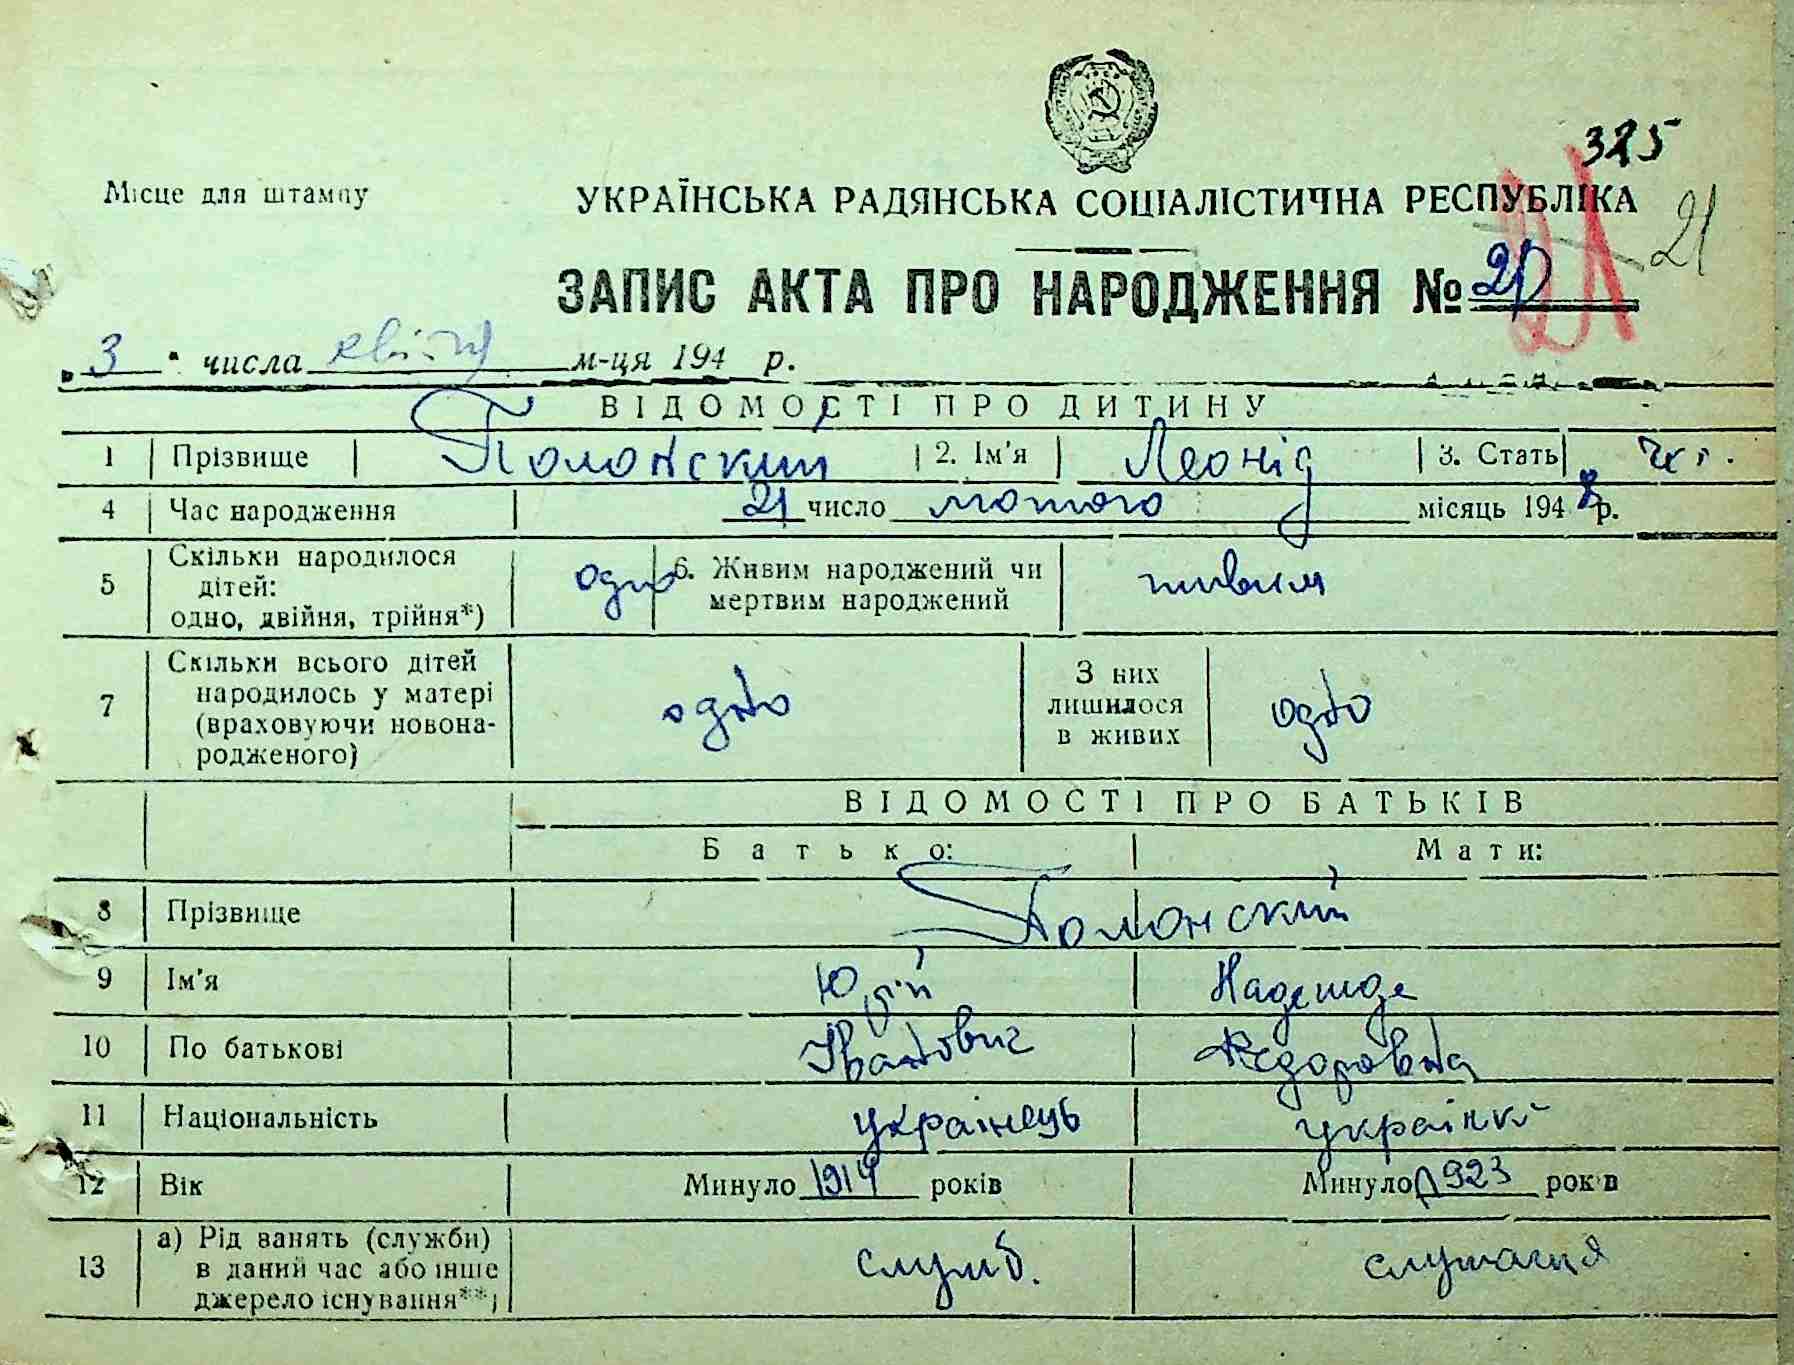 325
Місце для штампу
УКРАЇНСЬКА РАДЯНСЬКА СОЦІАЛІСТИЧНА РЕСПУБЛІКА
21
21
ЗАПИС АКТА ПРО НАРОДЖЕННЯ №
„ 3 " числа квітня м-ця 194 р.
ВІДОМОСТІ ПРО ДИТИНУ
1 Прізвище Полонский 2. Ім'я Леонід 3. Стать
4 Час народження 21 число лютого місяць 194 р.
5 Скільки народилося дітей: одно, двійня, трійня*) одно 6. Живим народжений чи мертвим народжений живим
7 Скільки всього дітей народилось у матері (враховуючи новонародженого) одно З них лишилося в живих одно
ВІДОМОСТІ ПРО БАТЬКІВ
Батько: Мати:
8 Прізвище Полонский
9 Ім'я Юрій Надежда
10 По батькові Іванович Федоровна
11 Національність українець українка
12 Вік Минуло 1914 років Минуло 1923 років
13 а) Рід занять (служби) в даний час або інше джерело існування**) служб. служащая